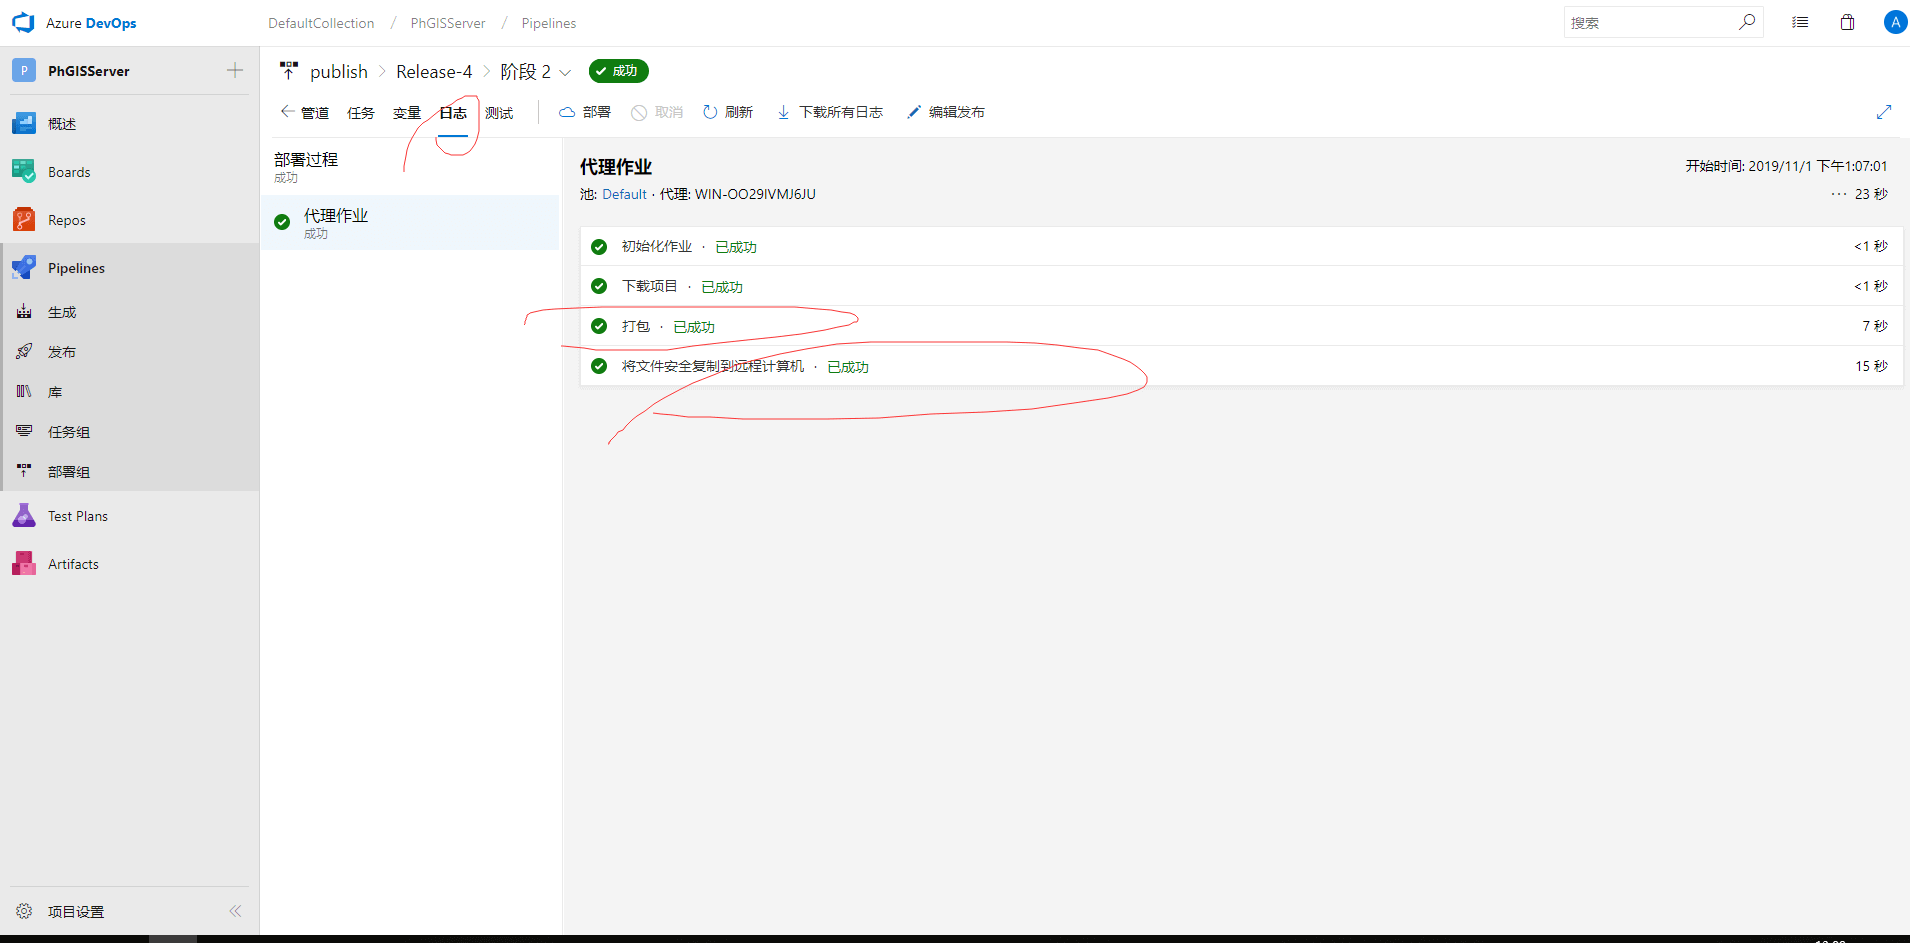 Azure DevOps
DefaultCollection / PhGISServer / Pipelines
搜索
A
P PhGISServer
概述
Boards
Repos
Pipelines
生成
发布
库
任务组
部署组
Test Plans
Artifacts
项目设置
publish > Release-4 > 阶段 2 成功
管道 任务 变量 日志 测试 部署 取消 刷新 下载所有日志 编辑发布
部署过程
成功
代理作业
成功
代理作业 开始时间: 2019/11/1 下午1:07:01
池: Default · 代理: WIN-OO29IVMJ6JU ··· 23 秒
初始化作业 · 已成功 <1 秒
下载项目 · 已成功 <1 秒
打包 · 已成功 7 秒
将文件安全复制到远程计算机 · 已成功 15 秒